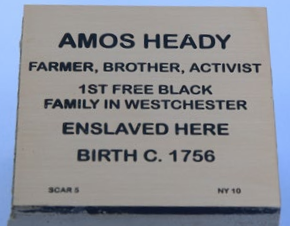 AMOS HEADY
FARMER, BROTHER, ACTIVIST
1ST FREE BLACK
FAMILY IN WESTCHESTER
ENSLAVED HERE
BIRTH C. 1756
SCAR 5 NY 10